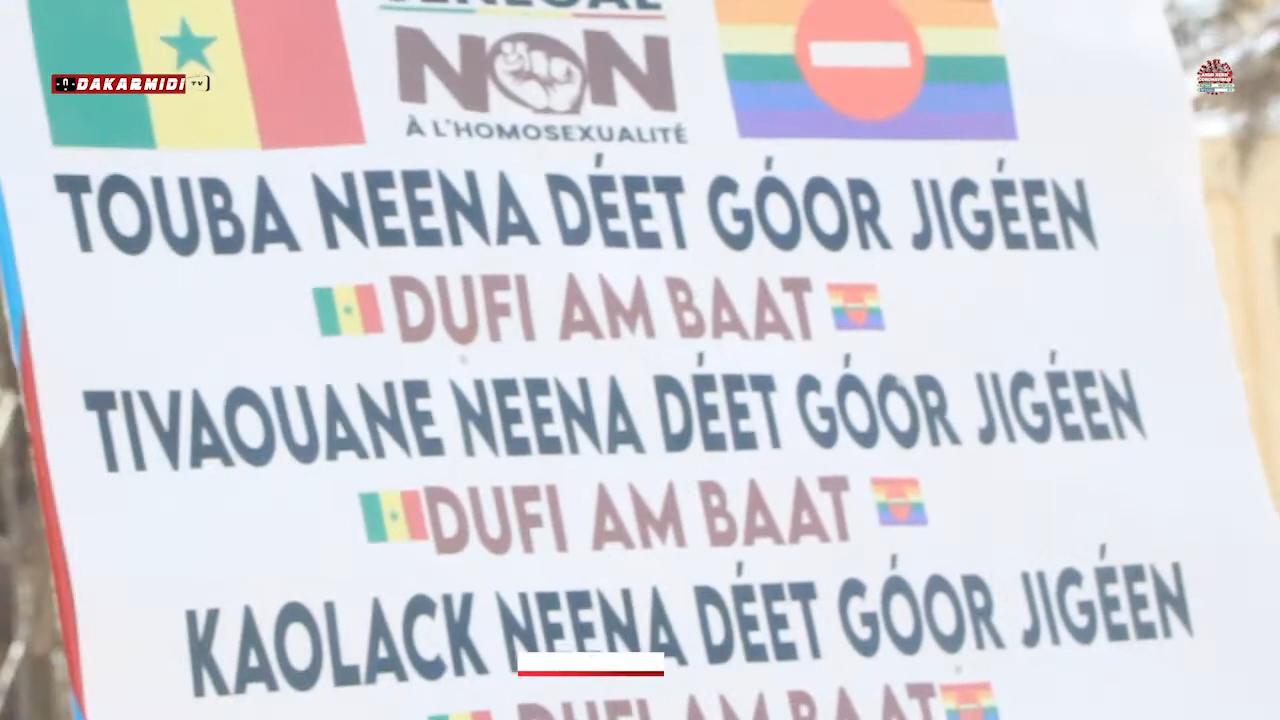 SENEGAL
NON
À L'HOMOSEXUALITÉ
DAKARMIDI TV
TOUBA NEENA DÉET GÓOR JIGÉEN
DUFI AM BAAT
TIVAOUANE NEENA DÉET GÓOR JIGÉEN
DUFI AM BAAT
KAOLACK NEENA DÉET GÓOR JIGÉEN
DUFI AM BAAT